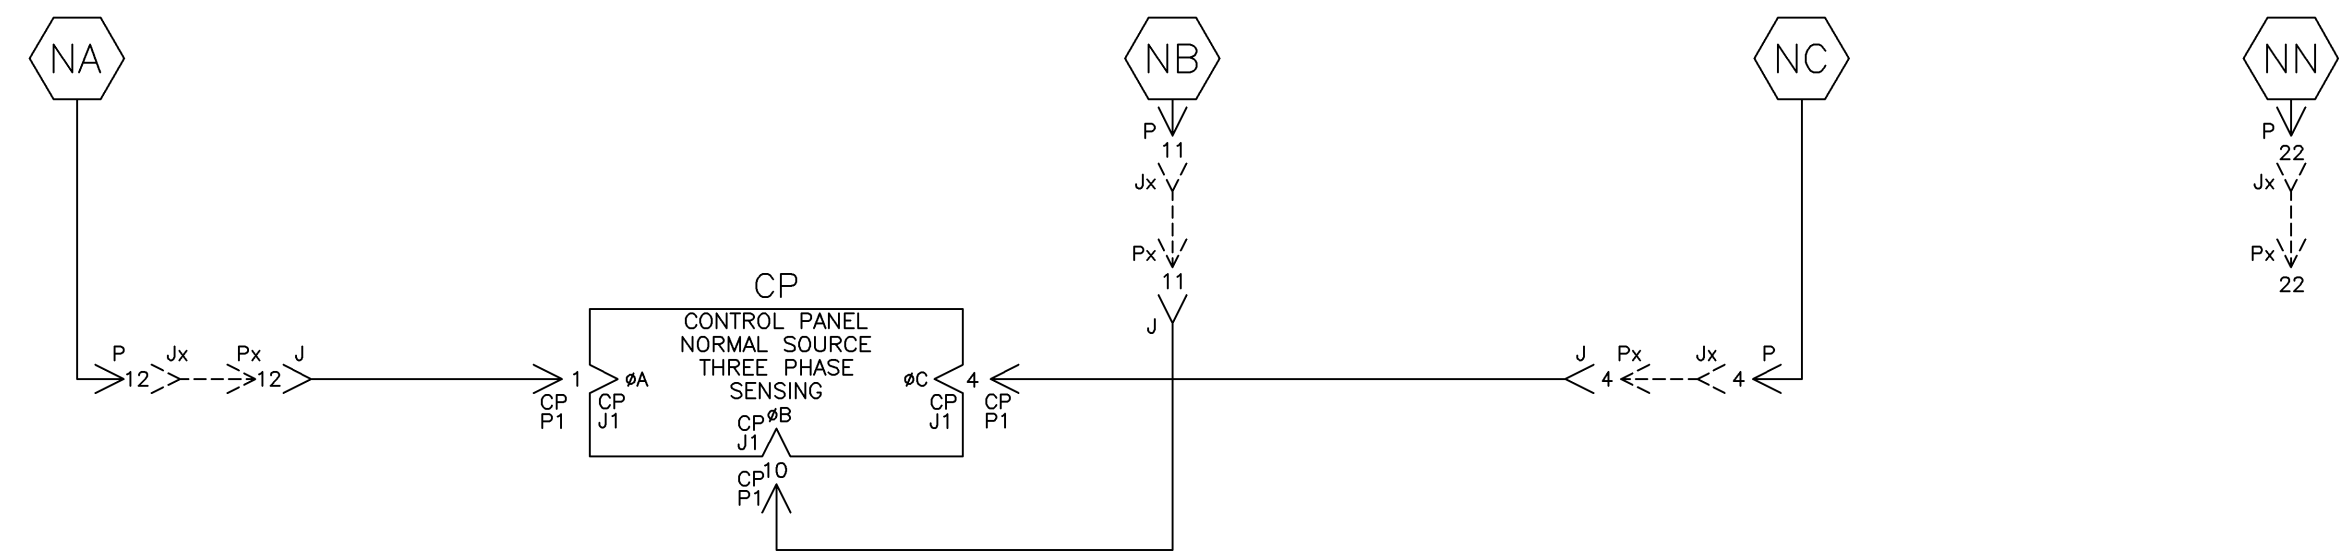 NA
NB
NC
NN
P
11
Jx
Px
11
J
P
22
Jx
Px
22
CP
CONTROL PANEL
NORMAL SOURCE
THREE PHASE
SENSING
P
12
Jx
Px
12
J
1
CP
P1
øA
CP
J1
øB
CP
J1
10
CP
P1
øC
CP
J1
4
CP
P1
J
4
Px
Jx
4
P